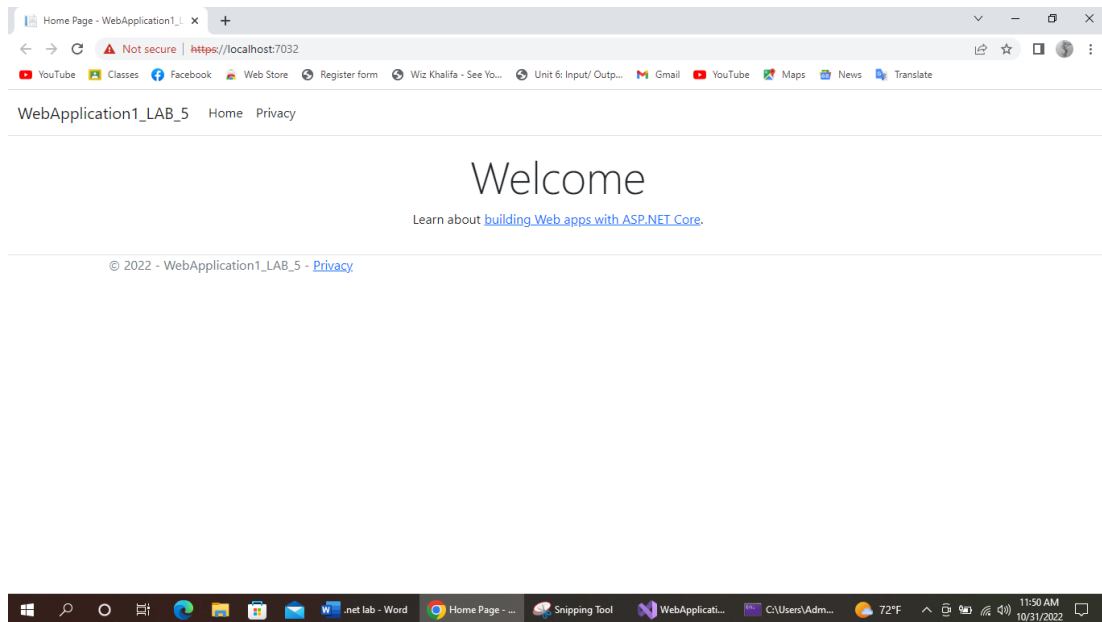 Home Page - WebApplication1_L
Not secure | https://localhost:7032
YouTube Classes Facebook Web Store Register form Wiz Khalifa - See Yo... Unit 6: Input/ Outp... Gmail YouTube Maps News Translate
WebApplication1_LAB_5 Home Privacy
Welcome
Learn about building Web apps with ASP.NET Core.
© 2022 - WebApplication1_LAB_5 - Privacy
.net lab - Word Home Page - ... Snipping Tool WebApplicati... C:\Users\Adm... 72°F 11:50 AM
10/31/2022